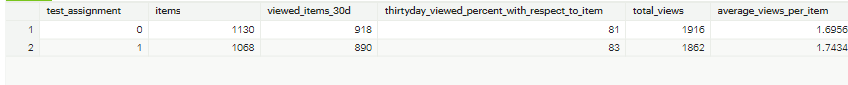 test_assignment items viewed_items_30d thirtyday_viewed_percent_with_respect_to_item total_views average_views_per_item
1 0 1130 918 81 1916 1.6956
2 1 1068 890 83 1862 1.7434